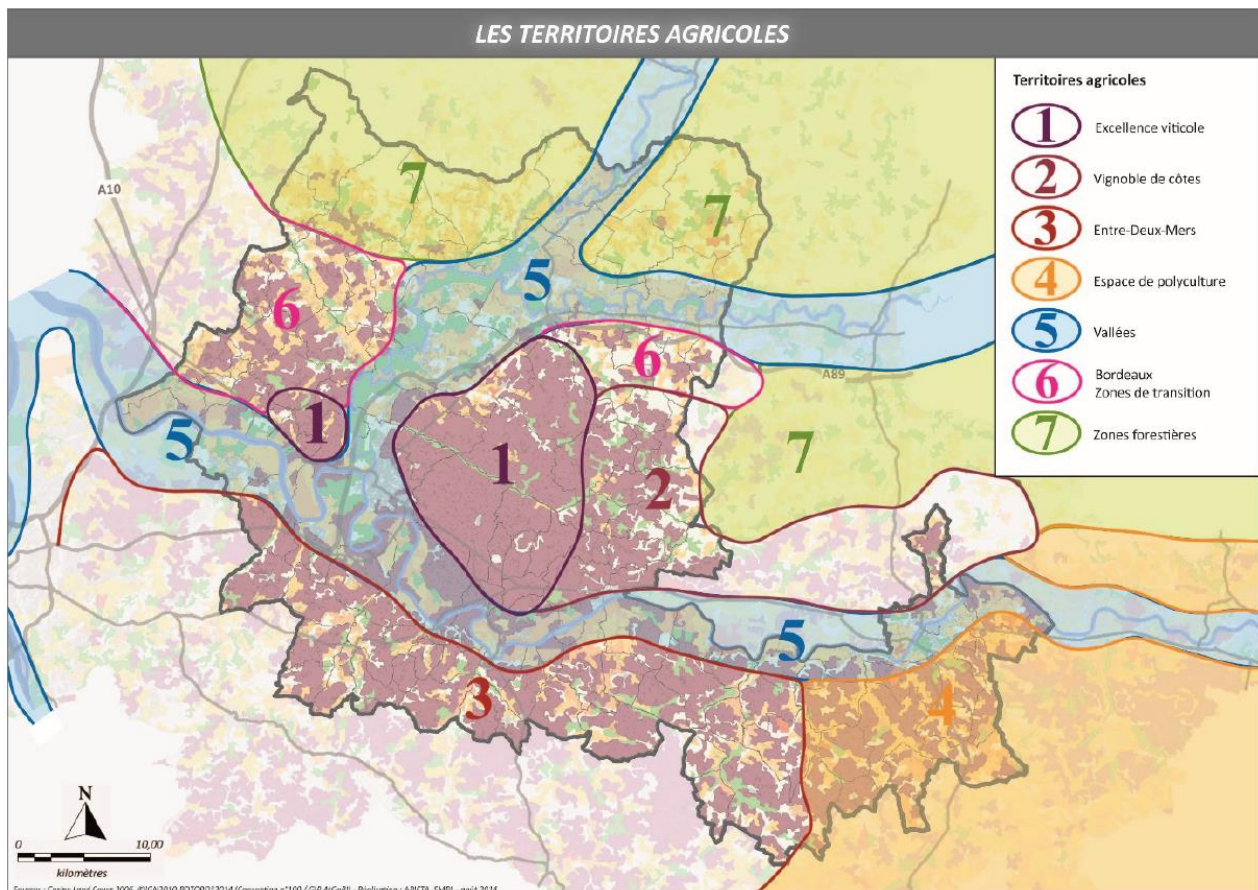 LES TERRITOIRES AGRICOLES
Territoires agricoles
1 Excellence viticole
2 Vignoble de côtes
3 Entre-Deux-Mers
4 Espace de polyculture
5 Vallées
6 Bordeaux
Zones de transition
7 Zones forestières
A10
7
7
5
6
6
A89
1
5
1
2
7
5
3
4
N
0 10,00
kilomètres